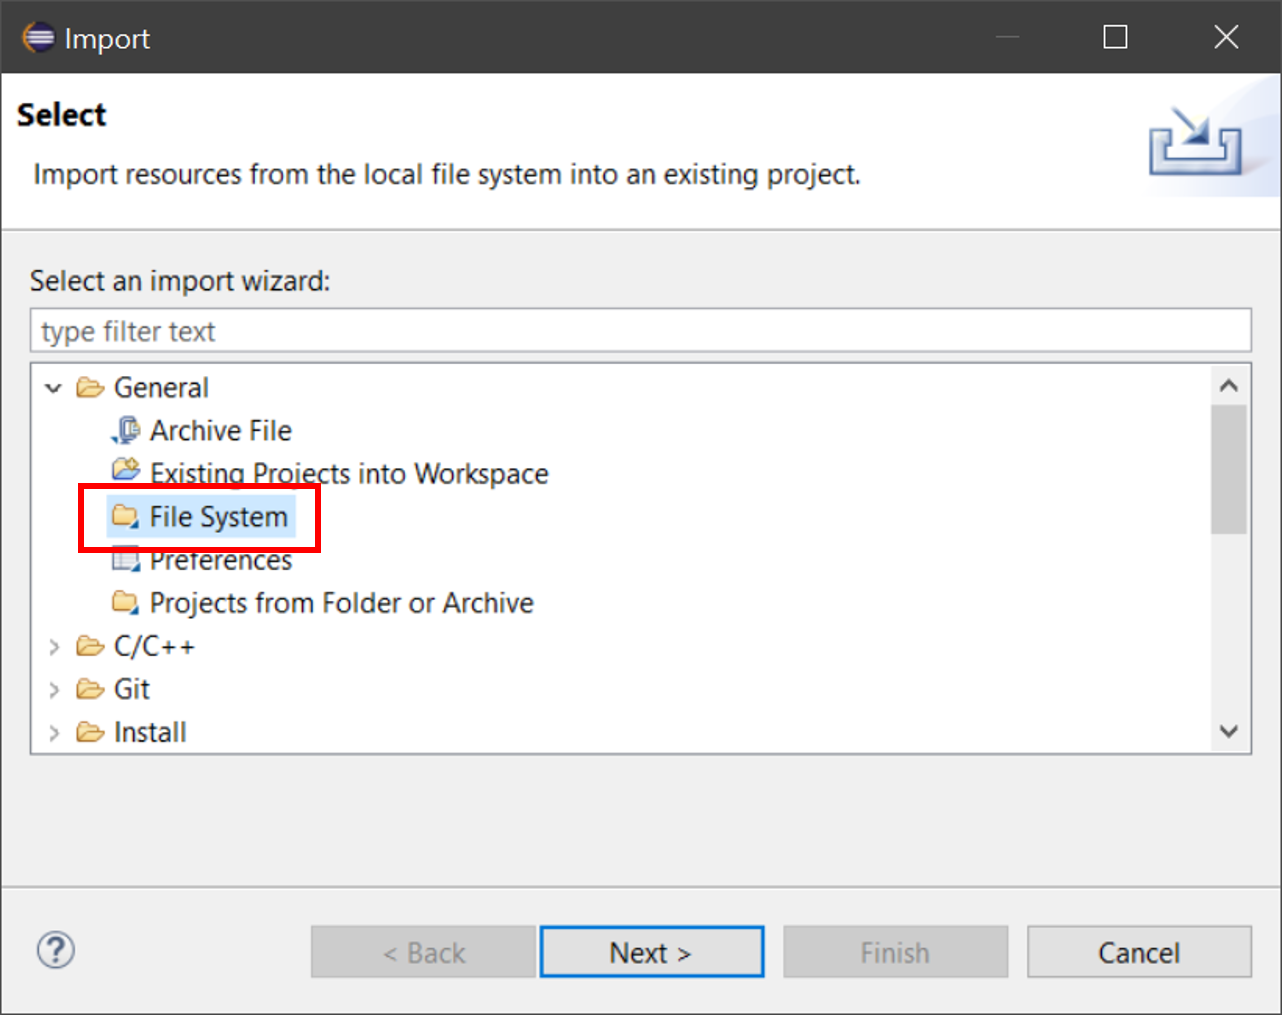 Import
Select
Import resources from the local file system into an existing project.
Select an import wizard:
type filter text
General
Archive File
Existing Projects into Workspace
File System
Preferences
Projects from Folder or Archive
C/C++
Git
Install
?
< Back
Next >
Finish
Cancel